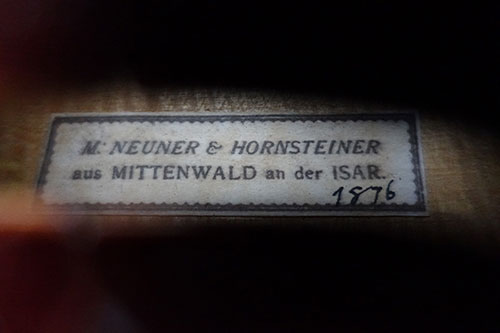 M: NEUNER & HORNSTEINER
aus MITTENWALD an der ISAR.
1876